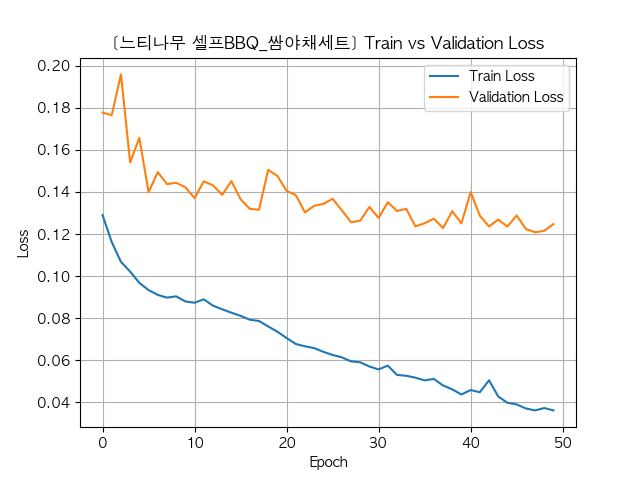 [느티나무 셀프BBQ_쌈야채세트] Train vs Validation Loss
Train Loss
Validation Loss
0.20
0.18
0.16
0.14
0.12
0.10
0.08
0.06
0.04
Loss
0 10 20 30 40 50
Epoch